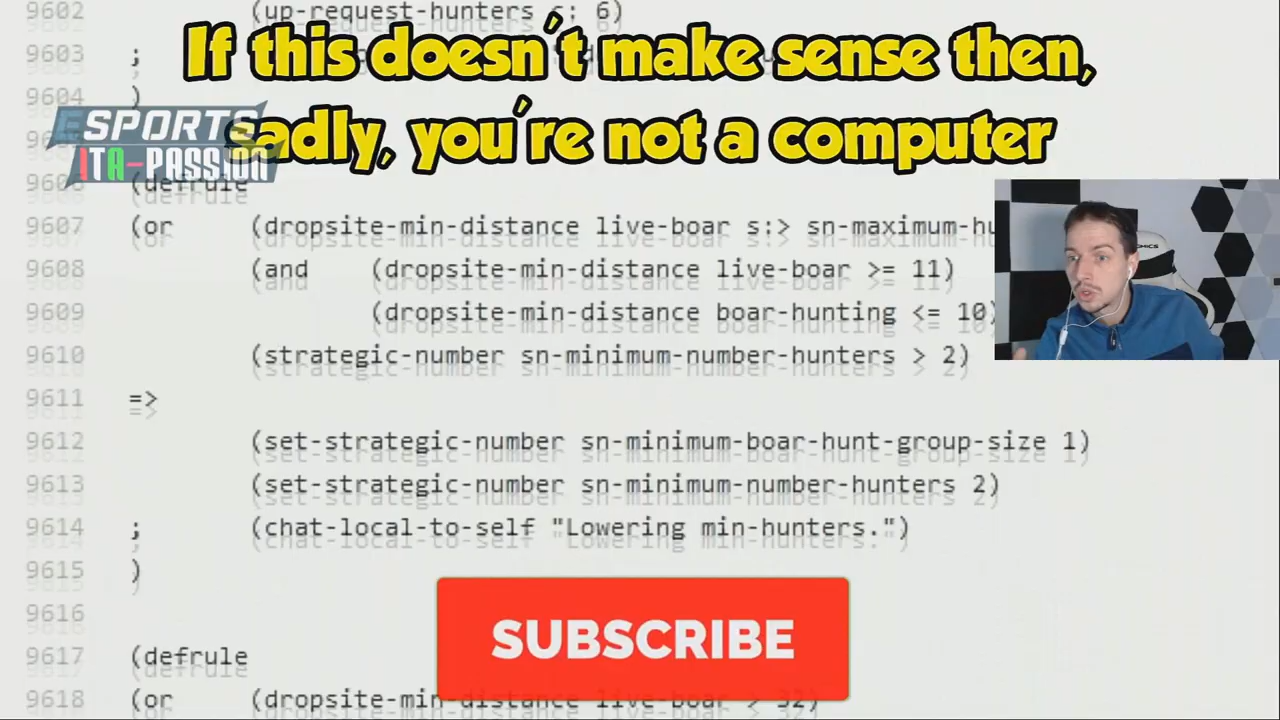 9602 (up-request-hunters c: 6)
9603 ;
If this doesn't make sense then,
9604 )
sadly, you're not a computer
ESPORTS
ITA-PASSION
9606 (defrule
9607 (or (dropsite-min-distance live-boar s:> sn-maximum-hu
9608 (and (dropsite-min-distance live-boar >= 11)
9609 (dropsite-min-distance boar-hunting <= 10)
9610 (strategic-number sn-minimum-number-hunters > 2)
9611 =>
9612 (set-strategic-number sn-minimum-boar-hunt-group-size 1)
9613 (set-strategic-number sn-minimum-number-hunters 2)
9614 ; (chat-local-to-self "Lowering min-hunters.")
9615 )
9616
9617 (defrule
9618 (or (dropsite-min-distance live-boar > 32)
SUBSCRIBE